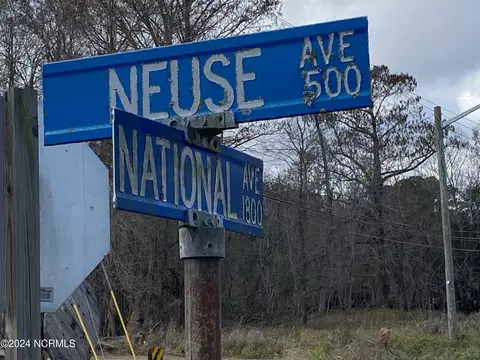 NEUSE AVE 500
NATIONAL AVE 1800
©2024 NCRMLS